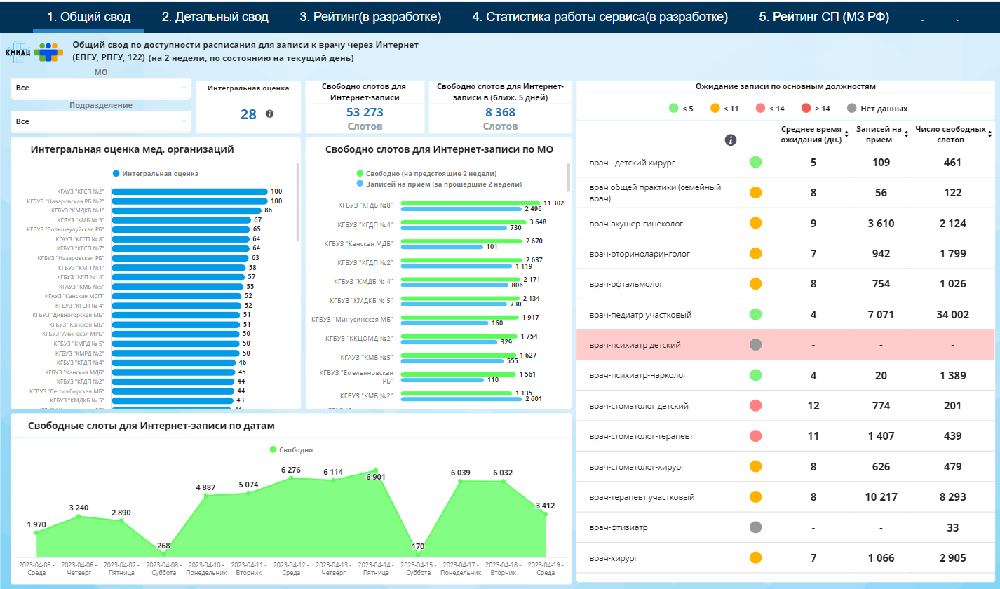 1. Общий свод
2. Детальный свод
3. Рейтинг(в разработке)
4. Статистика работы сервиса(в разработке)
5. Рейтинг СП (МЗ РФ)
.
.
КМИАЦ
Общий свод по доступности расписания для записи к врачу через Интернет
(ЕПГУ, РПГУ, 122) (на 2 недели, по состоянию на текущий день)
МО
Все
Подразделение
Все
Интегральная оценка
28
Свободно слотов для
Интернет-записи
53 273
Слотов
Свободно слотов для Интернет-
записи в (ближ. 5 дней)
8 368
Слотов
Интегральная оценка мед. организаций
Интегральная оценка
КГАУЗ "КГСП №2" 100
КГБУЗ "Назаровская РБ №2" 100
КГБУЗ "КМДКБ №1" 86
КГБУЗ "КМБ № 3" 67
КГБУЗ "Большеулуйская РБ" 65
КГАУЗ "КГСП № 8" 64
КГБУЗ "КГСП №7" 64
КГБУЗ "Назаровская РБ" 63
КГБУЗ "КМП №1" 58
КГБУЗ "КГП №14" 57
КГАУЗ "КМБ №5" 55
КГАУЗ "Канская МСП" 52
КГБУЗ "КГСП № 4" 52
КГБУЗ "Дивногорская МБ" 51
КГБУЗ "Канская МБ" 51
КГБУЗ "Ачинская МРБ" 50
КГБУЗ "КМРД № 5" 50
КГБУЗ "КМРД №2" 50
КГБУЗ "КГДП №4" 46
КГБУЗ "Канская МДБ" 45
КГБУЗ "КГДП №2" 44
КГБУЗ "Лесосибирская МБ" 44
КГБУЗ "КМДКБ № 5" 43
Свободно слотов для Интернет-записи по МО
Свободно (на предстоящие 2 недели)
Записей на прием (за прошедшие 2 недели)
КГБУЗ "КГДБ №8" 11 302
2 496
КГБУЗ "КГДП №4" 3 648
730
КГБУЗ "Канская МДБ" 2 670
101
КГБУЗ "КГДП №2" 2 637
1 119
КГБУЗ "КМДБ № 4" 2 171
806
КГБУЗ "КМДКБ № 5" 2 134
730
КГБУЗ "Минусинская МБ" 1 917
160
КГБУЗ "ККЦОМД №2" 1 754
329
КГАУЗ "КМБ №5" 1 627
555
КГБУЗ "Емельяновская
РБ" 1 561
110
КГБУЗ "КМБ №2" 1 135
2 601
Свободные слоты для Интернет-записи по датам
Свободно
1 970
3 240
2 890
268
4 887
5 074
6 276
6 114
6 901
170
6 039
6 032
3 412
2023-04-05 -
Среда
2023-04-06 -
Четверг
2023-04-07 -
Пятница
2023-04-08 -
Суббота
2023-04-10 -
Понедельник
2023-04-11 -
Вторник
2023-04-12 -
Среда
2023-04-13 -
Четверг
2023-04-14 -
Пятница
2023-04-15 -
Суббота
2023-04-17 -
Понедельник
2023-04-18 -
Вторник
2023-04-19 -
Среда
Ожидание записи по основным должностям
≤ 5 ≤ 11 ≤ 14 > 14 Нет данных
Среднее время
ожидания (дн.)
Записей на
прием
Число свободных
слотов
врач - детский хирург 5 109 461
врач общей практики (семейный
врач) 8 56 122
врач-акушер-гинеколог 9 3 610 2 124
врач-оториноларинголог 7 942 1 799
врач-офтальмолог 8 754 1 026
врач-педиатр участковый 4 7 071 34 002
врач-психиатр детский - - -
врач-психиатр-нарколог 4 20 1 389
врач-стоматолог детский 12 774 201
врач-стоматолог-терапевт 11 1 407 439
врач-стоматолог-хирург 8 626 479
врач-терапевт участковый 8 10 217 8 293
врач-фтизиатр - - 33
врач-хирург 7 1 066 2 905